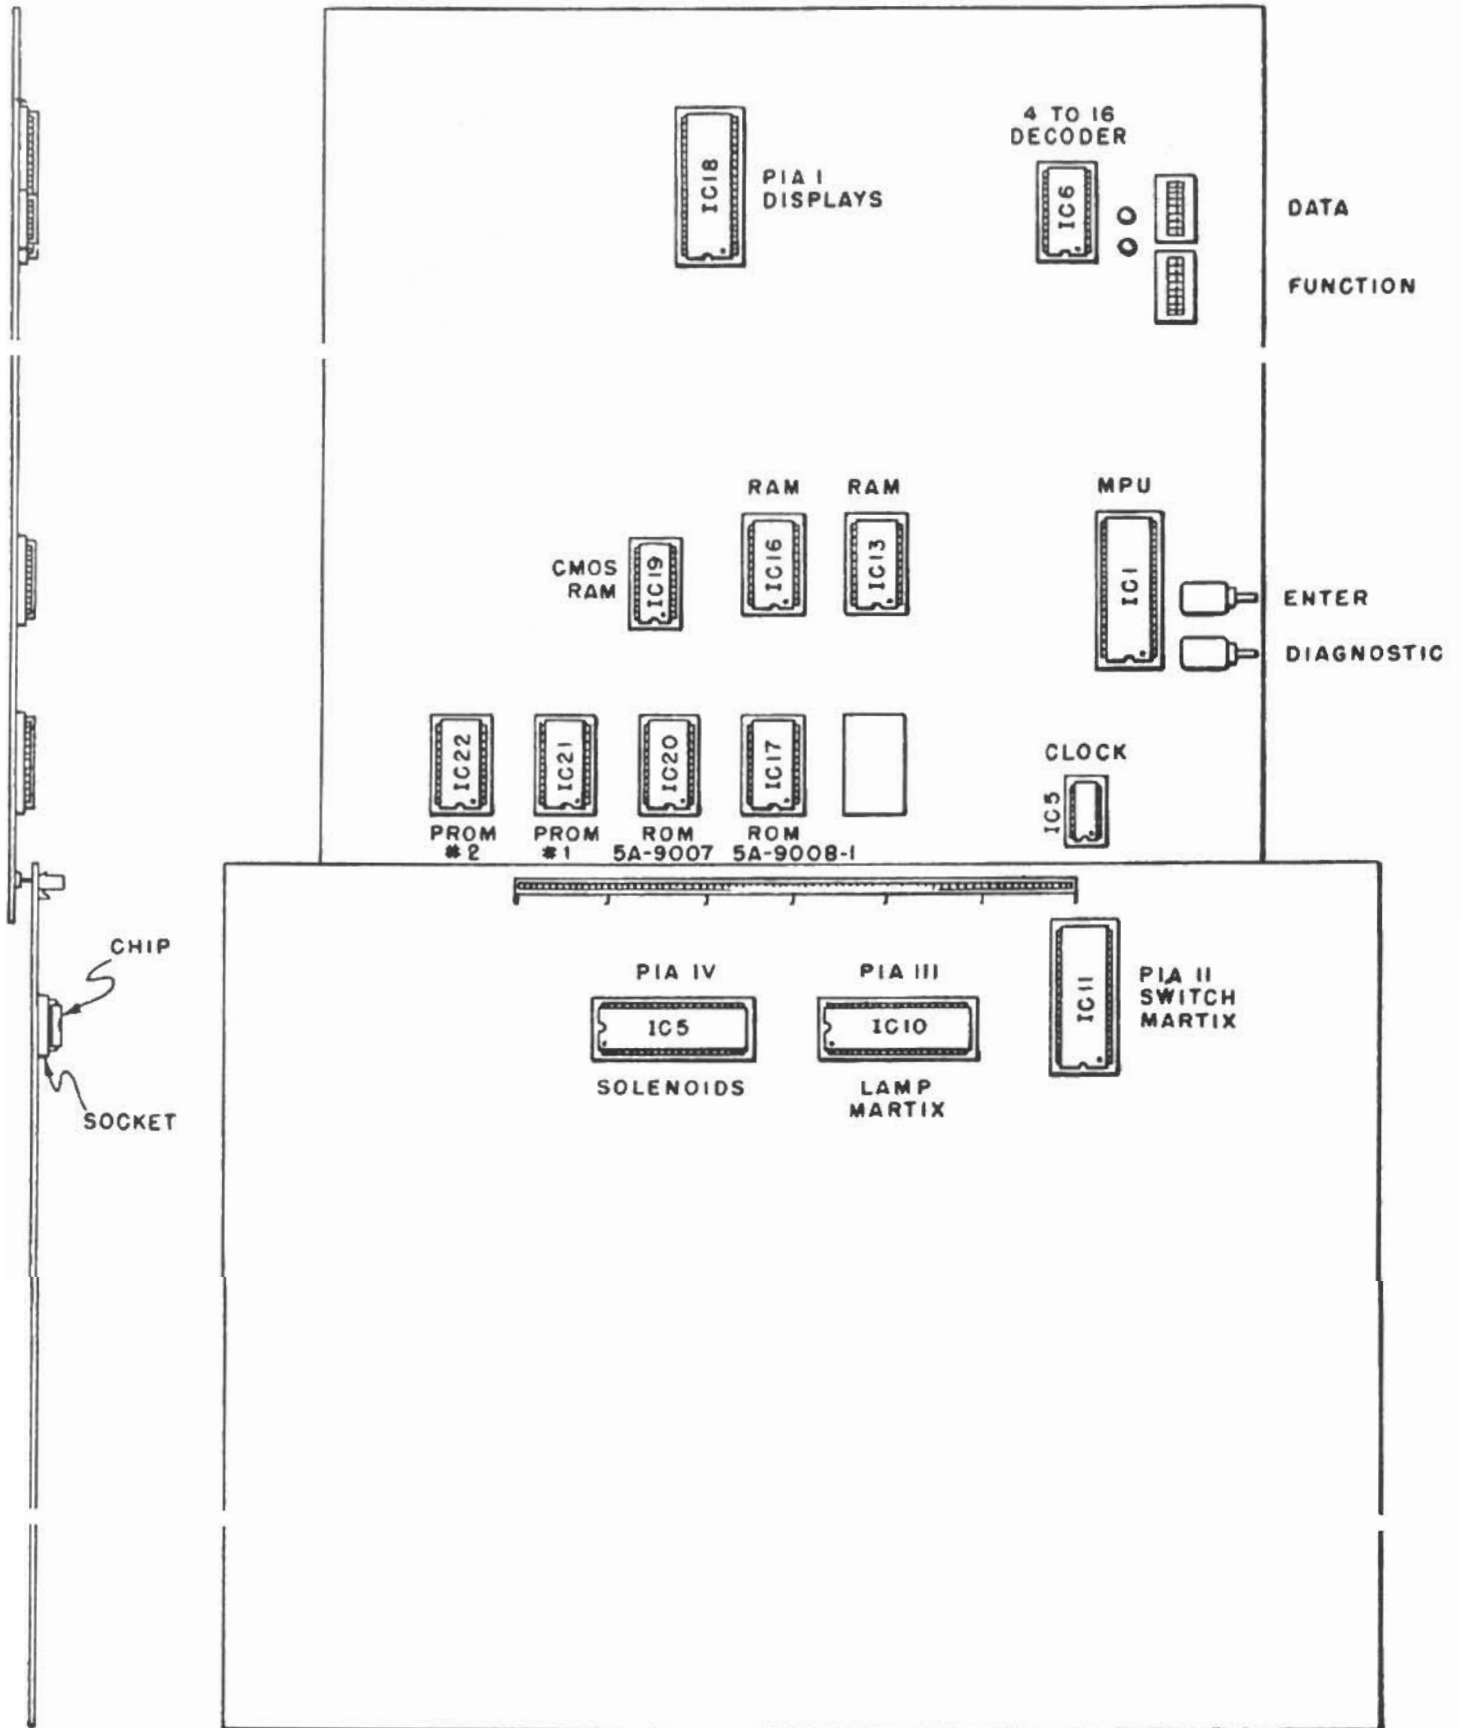 4 TO 16
DECODER
IC18
PIA I
DISPLAYS
IC6
DATA
FUNCTION
RAM
RAM
MPU
CMOS
RAM
IC19
IC16
IC13
IC1
ENTER
DIAGNOSTIC
IC22
IC21
IC20
IC17
CLOCK
IC5
PROM
#2
PROM
#1
ROM
5A-9007
ROM
5A-9008-1
CHIP
SOCKET
PIA IV
IC5
SOLENOIDS
PIA III
IC10
LAMP
MARTIX
IC11
PIA II
SWITCH
MARTIX